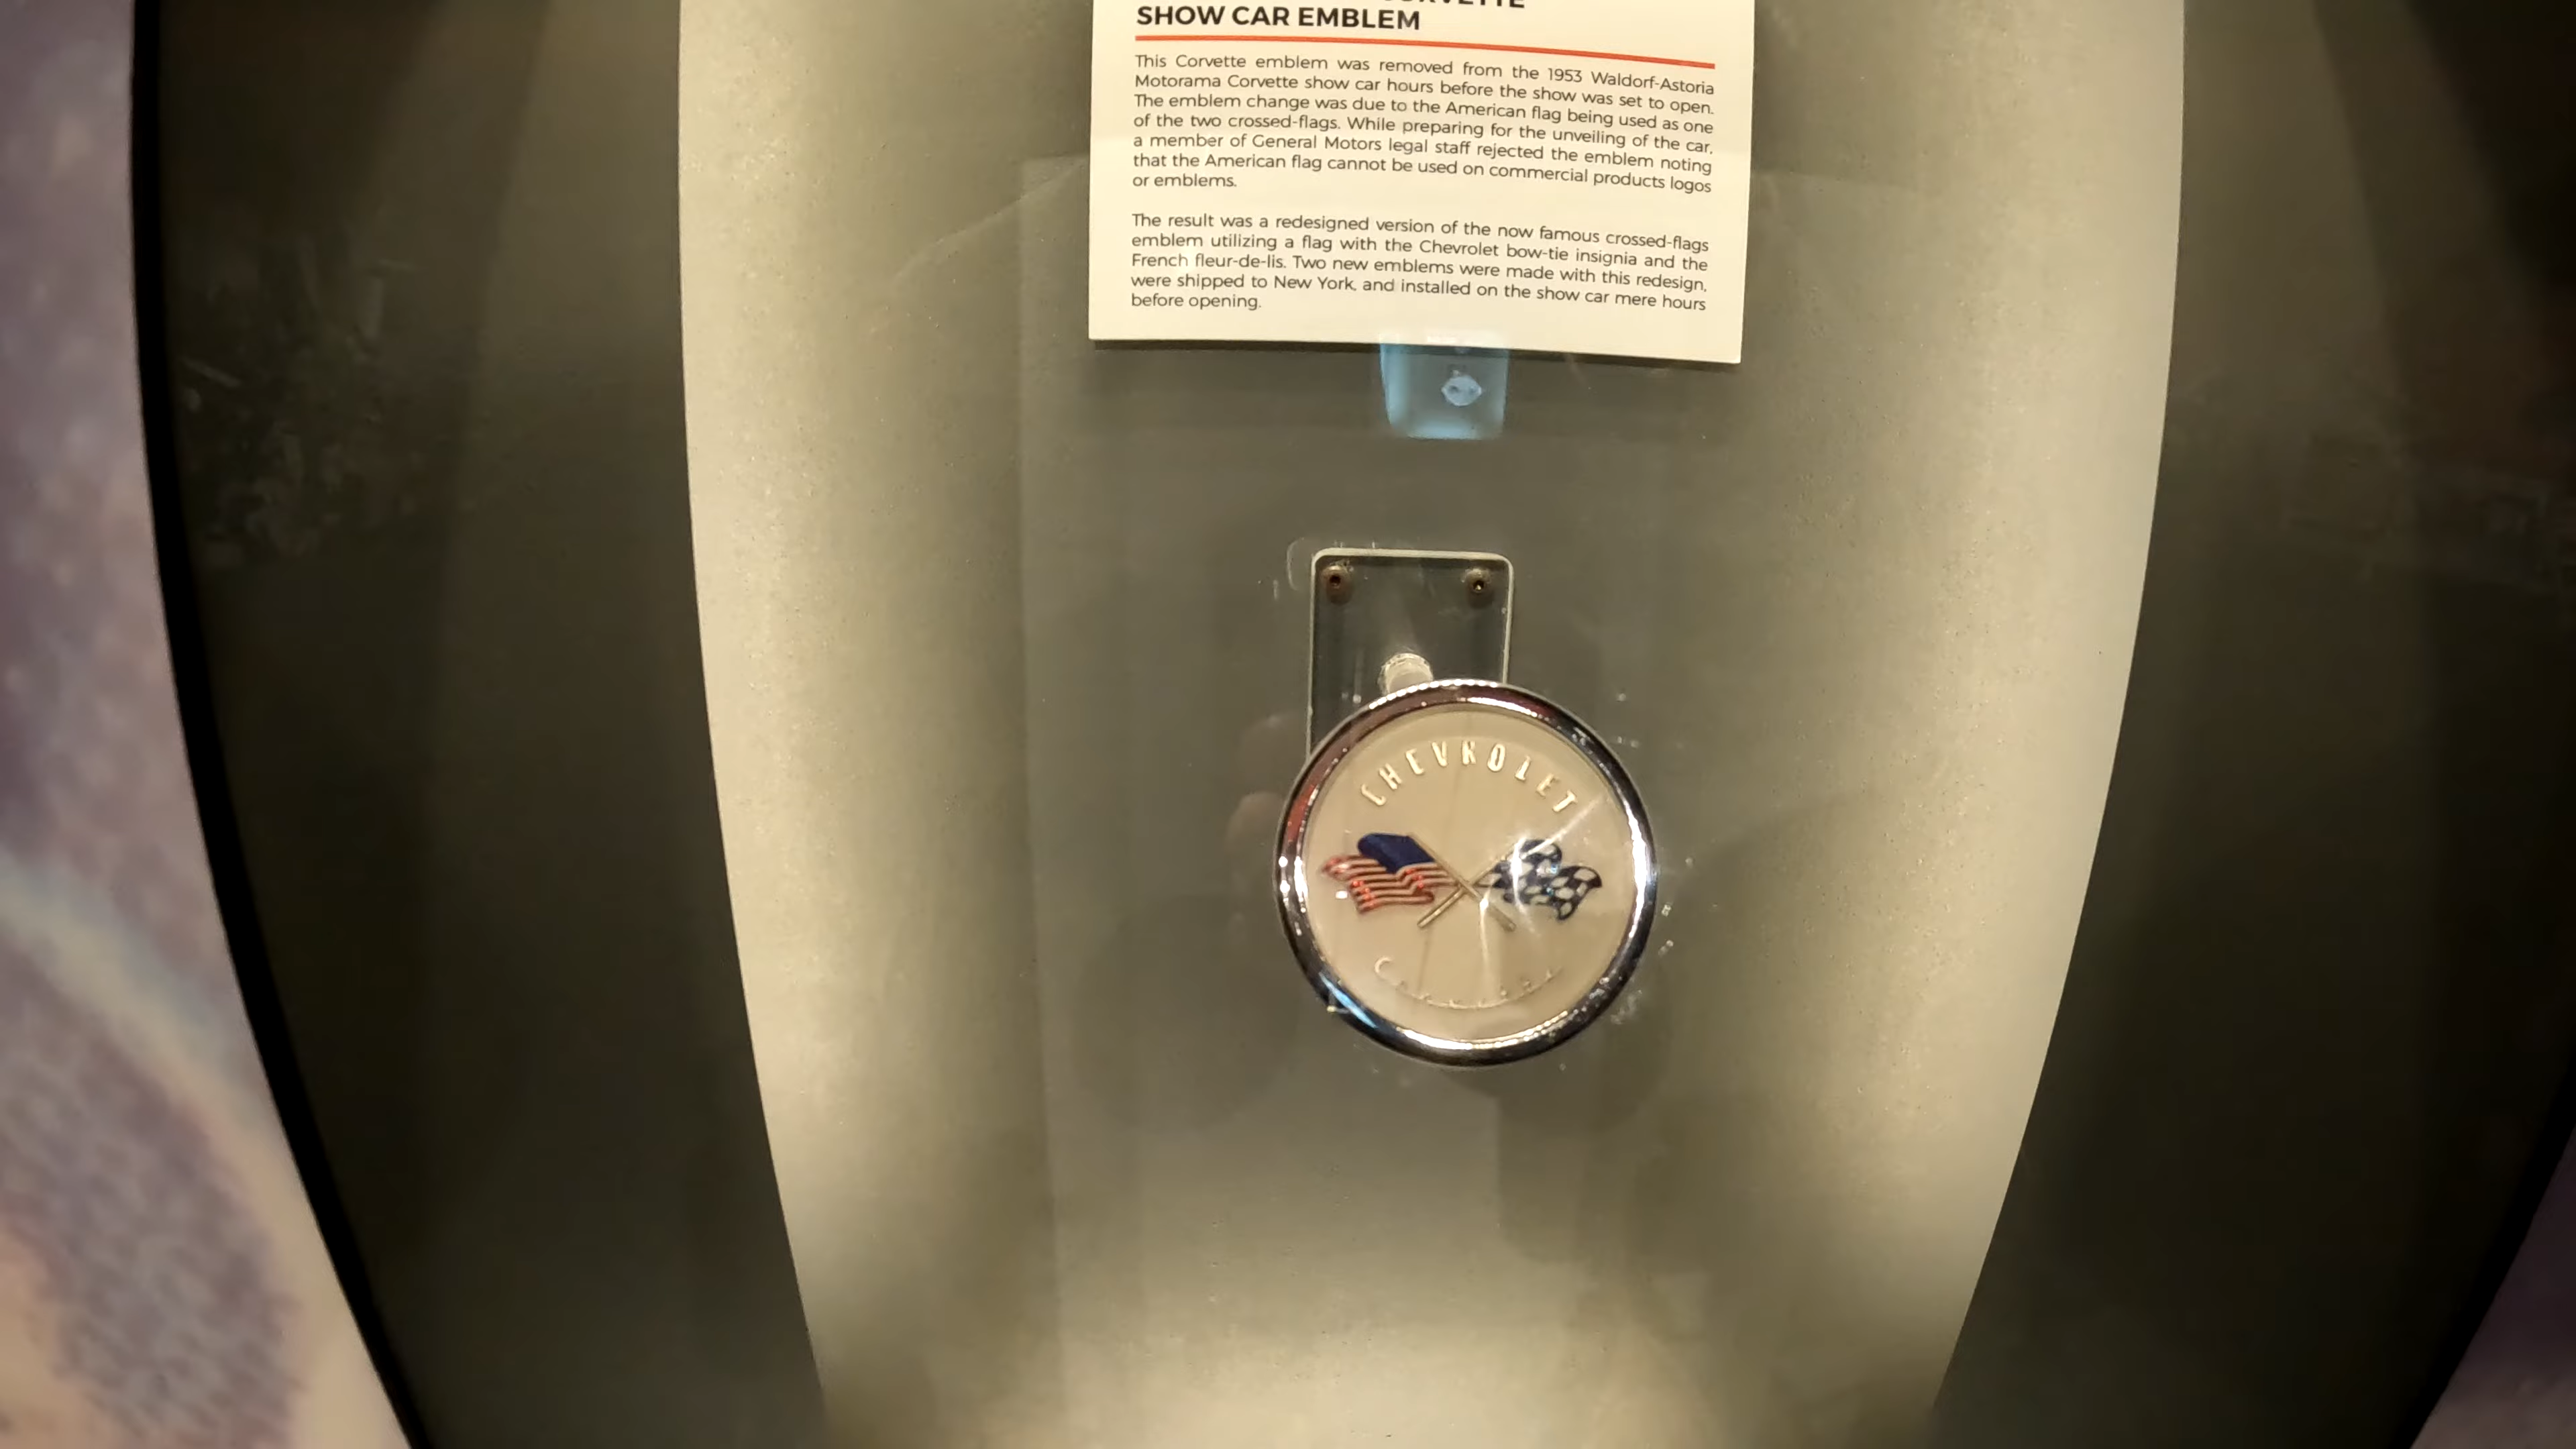 CORVETTE
SHOW CAR EMBLEM
This Corvette emblem was removed from the 1953 Waldorf-Astoria
Motorama Corvette show car hours before the show was set to open.
The emblem change was due to the American flag being used as one
of the two crossed-flags. While preparing for the unveiling of the car,
a member of General Motors legal staff rejected the emblem noting
that the American flag cannot be used on commercial products logos
or emblems.
The result was a redesigned version of the now famous crossed-flags
emblem utilizing a flag with the Chevrolet bow-tie insignia and the
French fleur-de-lis. Two new emblems were made with this redesign,
were shipped to New York, and installed on the show car mere hours
before opening.
CHEVROLET
Corvette